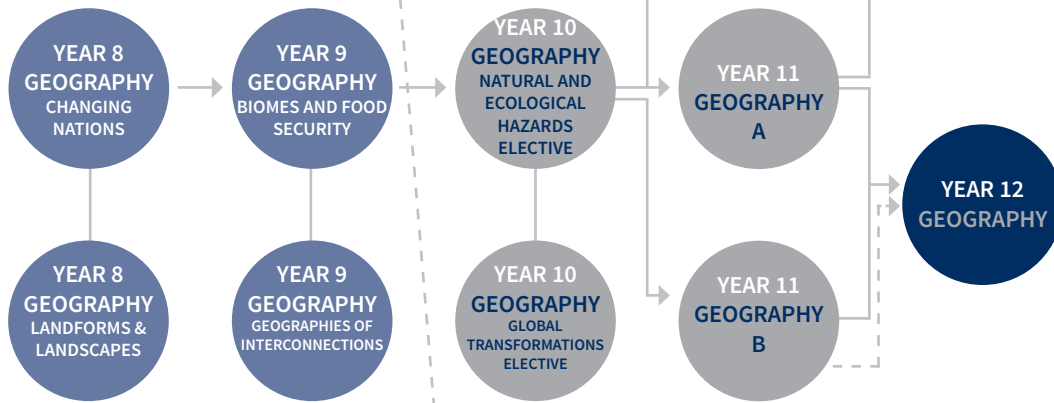 YEAR 8
GEOGRAPHY
CHANGING
NATIONS
YEAR 9
GEOGRAPHY
BIOMES AND FOOD
SECURITY
YEAR 10
GEOGRAPHY
NATURAL AND
ECOLOGICAL
HAZARDS
ELECTIVE
YEAR 11
GEOGRAPHY
A
YEAR 12
GEOGRAPHY
YEAR 8
GEOGRAPHY
LANDFORMS &
LANDSCAPES
YEAR 9
GEOGRAPHY
GEOGRAPHIES OF
INTERCONNECTIONS
YEAR 10
GEOGRAPHY
GLOBAL
TRANSFORMATIONS
ELECTIVE
YEAR 11
GEOGRAPHY
B